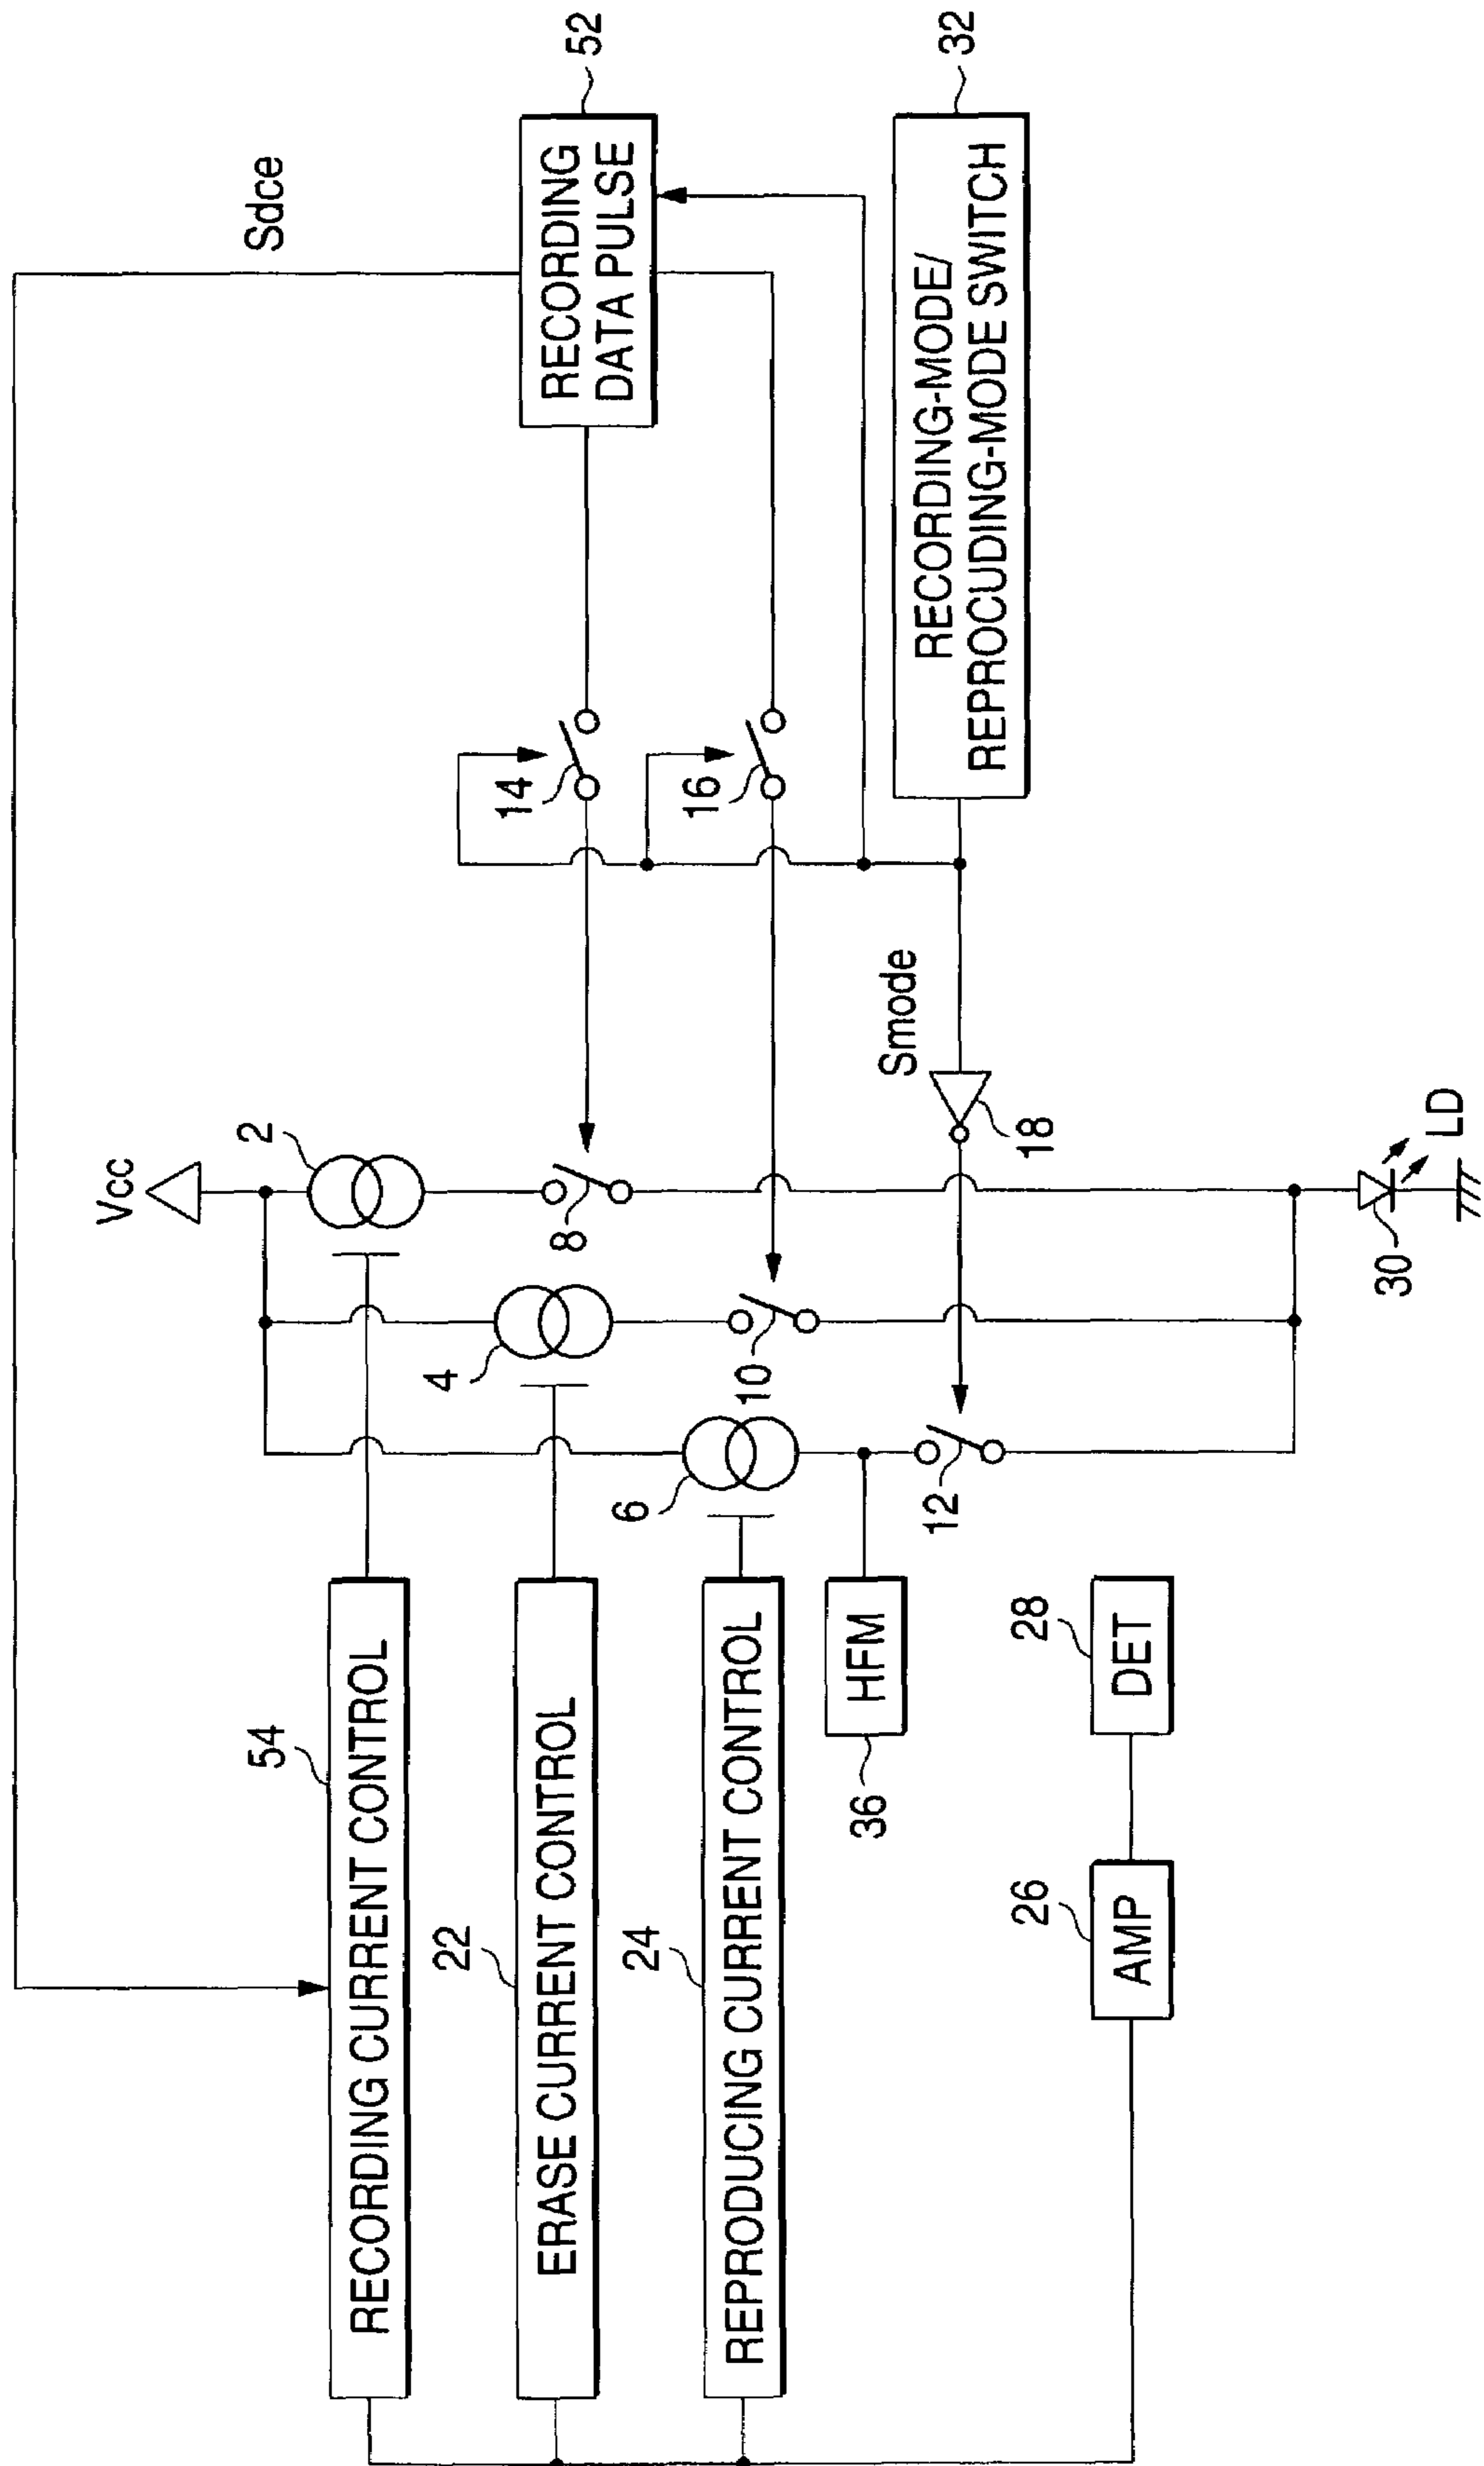 Sdce
Vcc
2
54
RECORDING CURRENT CONTROL
52
RECORDING
DATA PULSE
14
8
4
22
ERASE CURRENT CONTROL
16
10
6
24
REPRODUCING CURRENT CONTROL
HFM
36
12
Smode
18
32
RECORDING-MODE/
REPROCUDING-MODE SWITCH
26
AMP
28
DET
30
LD